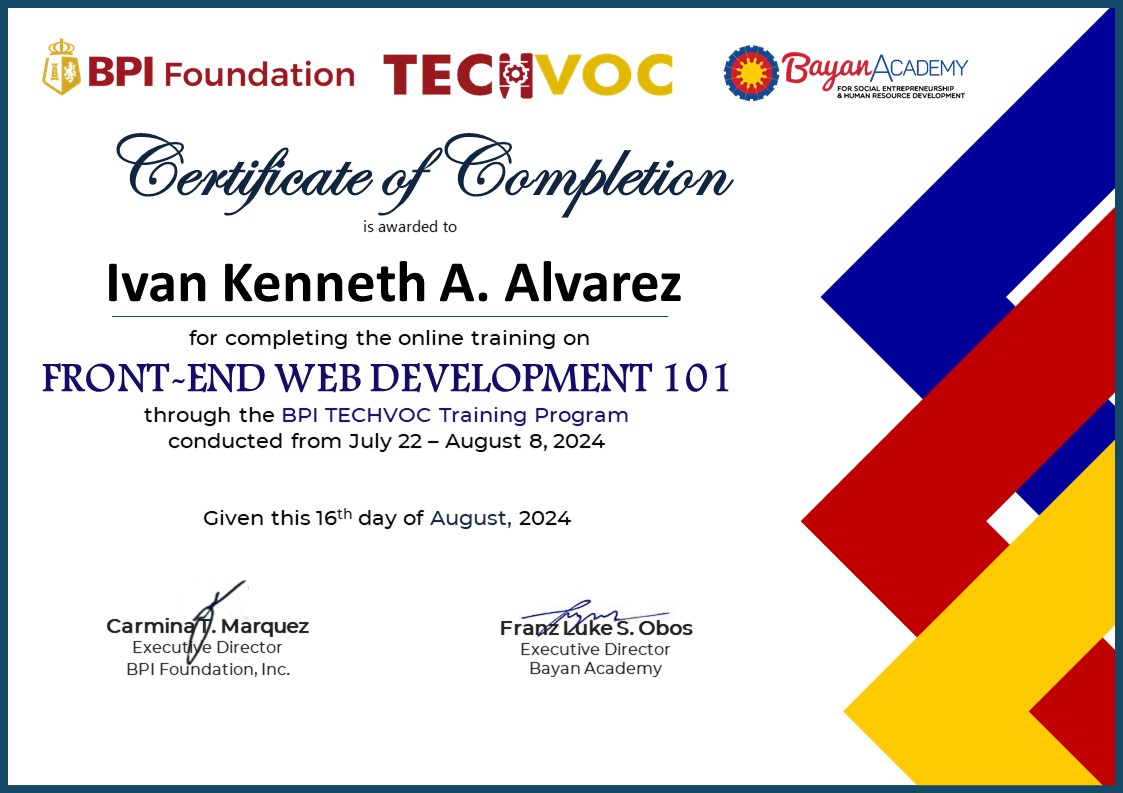 BPI Foundation
TECHVOC
Bayan ACADEMY
FOR SOCIAL ENTREPRENEURSHIP
& HUMAN RESOURCE DEVELOPMENT
Certificate of Completion
is awarded to
Ivan Kenneth A. Alvarez
for completing the online training on
FRONT-END WEB DEVELOPMENT 101
through the BPI TECHVOC Training Program
conducted from July 22 – August 8, 2024
Given this 16th day of August, 2024
Carmina T. Marquez
Executive Director
BPI Foundation, Inc.
Franz Luke S. Obos
Executive Director
Bayan Academy